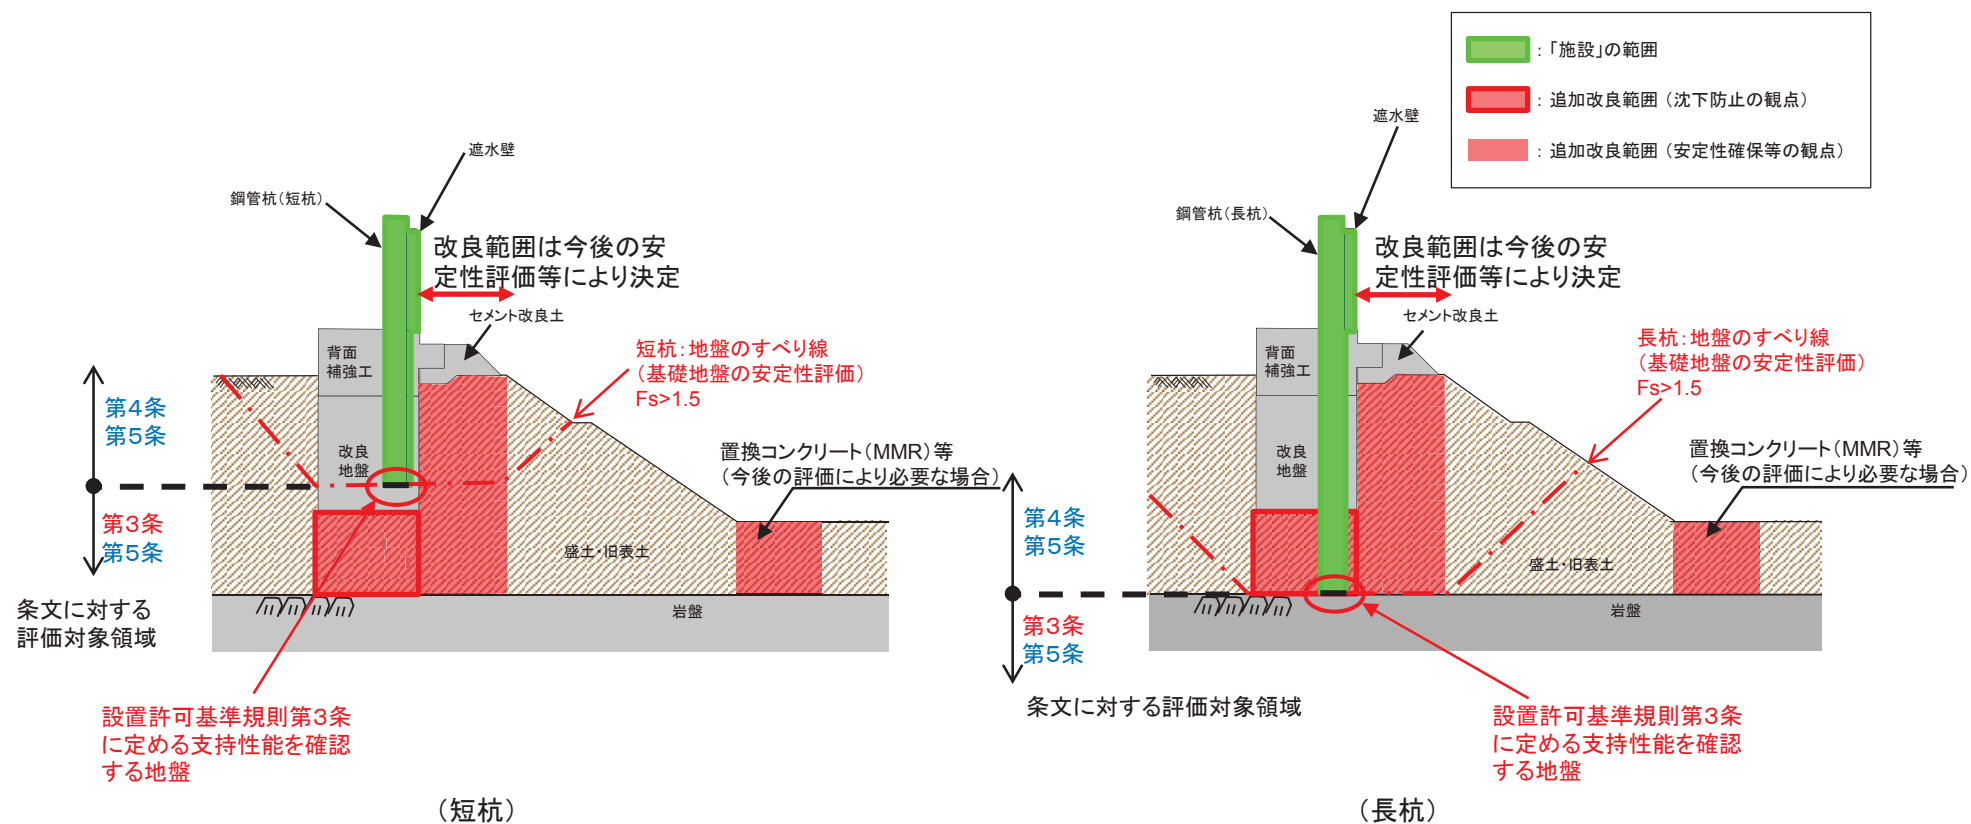 ：「施設」の範囲
：追加改良範囲（沈下防止の観点）
：追加改良範囲（安定性確保等の観点）
遮水壁
鋼管杭（短杭）
改良範囲は今後の安
定性評価等により決定
セメント改良土
背面
補強工
短杭：地盤のすべり線
（基礎地盤の安定性評価）
Fs>1.5
第4条
第5条
改良
地盤
置換コンクリート（MMR）等
（今後の評価により必要な場合）
第3条
第5条
盛土・旧表土
条文に対する
評価対象領域
岩盤
設置許可基準規則第3条
に定める支持性能を確認
する地盤
（短杭）
遮水壁
鋼管杭（長杭）
改良範囲は今後の安
定性評価等により決定
セメント改良土
背面
補強工
長杭：地盤のすべり線
（基礎地盤の安定性評価）
Fs>1.5
改良
地盤
置換コンクリート（MMR）等
（今後の評価により必要な場合）
第4条
第5条
盛土・旧表土
岩盤
第3条
第5条
条文に対する評価対象領域
設置許可基準規則第3条
に定める支持性能を確認
する地盤
（長杭）